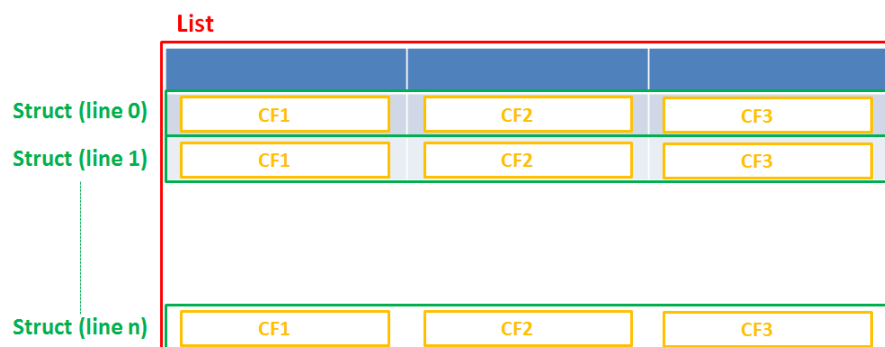 List
Struct (line 0) CF1 CF2 CF3
Struct (line 1) CF1 CF2 CF3
Struct (line n) CF1 CF2 CF3